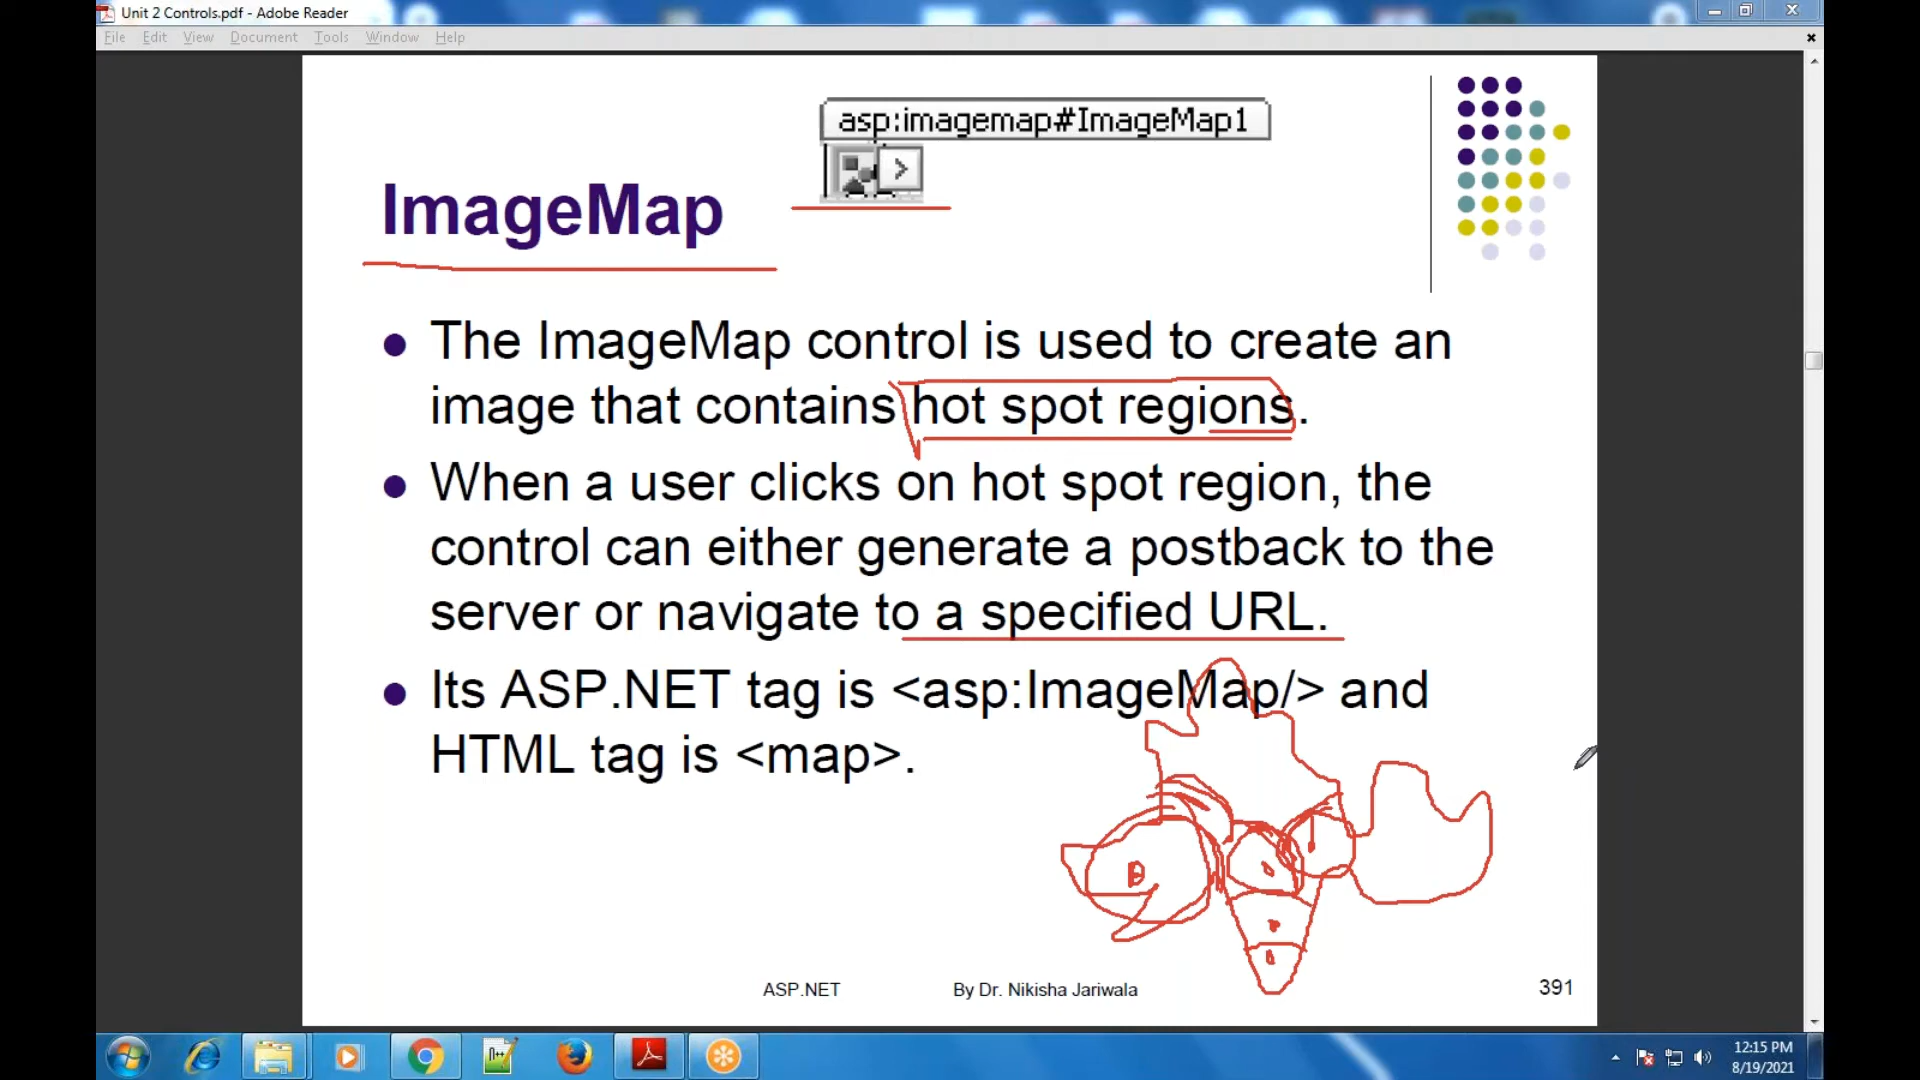 Unit 2 Controls.pdf - Adobe Reader
File Edit View Document Tools Window Help
asp:imagemap#ImageMap1
ImageMap
The ImageMap control is used to create an
image that contains hot spot regions.
When a user clicks on hot spot region, the
control can either generate a postback to the
server or navigate to a specified URL.
Its ASP.NET tag is <asp:ImageMap/> and
HTML tag is <map>.
ASP.NET By Dr. Nikisha Jariwala 391
12:15 PM
8/19/2021